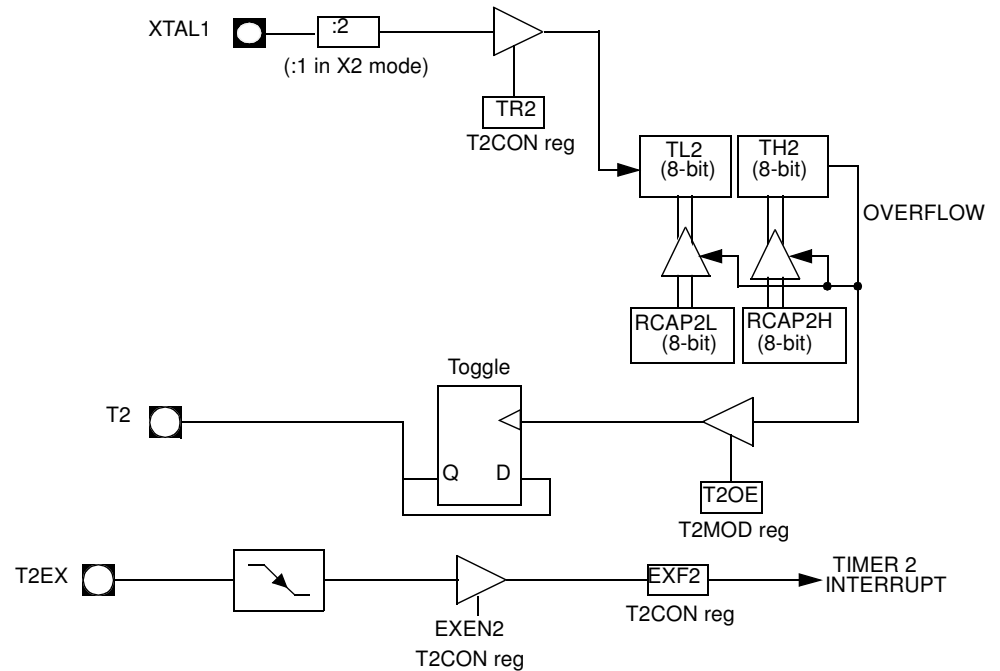 XTAL1
:2
(:1 in X2 mode)
TR2
T2CON reg
TL2
(8-bit)
TH2
(8-bit)
OVERFLOW
RCAP2L
(8-bit)
RCAP2H
(8-bit)
Toggle
T2
Q
D
T2OE
T2MOD reg
T2EX
EXEN2
T2CON reg
EXF2
T2CON reg
TIMER 2
INTERRUPT